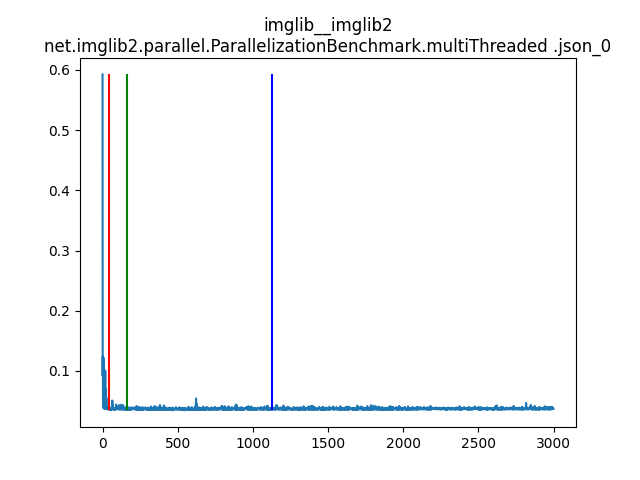 imglib__imglib2
net.imglib2.parallel.ParallelizationBenchmark.multiThreaded .json_0
0.6
0.5
0.4
0.3
0.2
0.1
0 500 1000 1500 2000 2500 3000